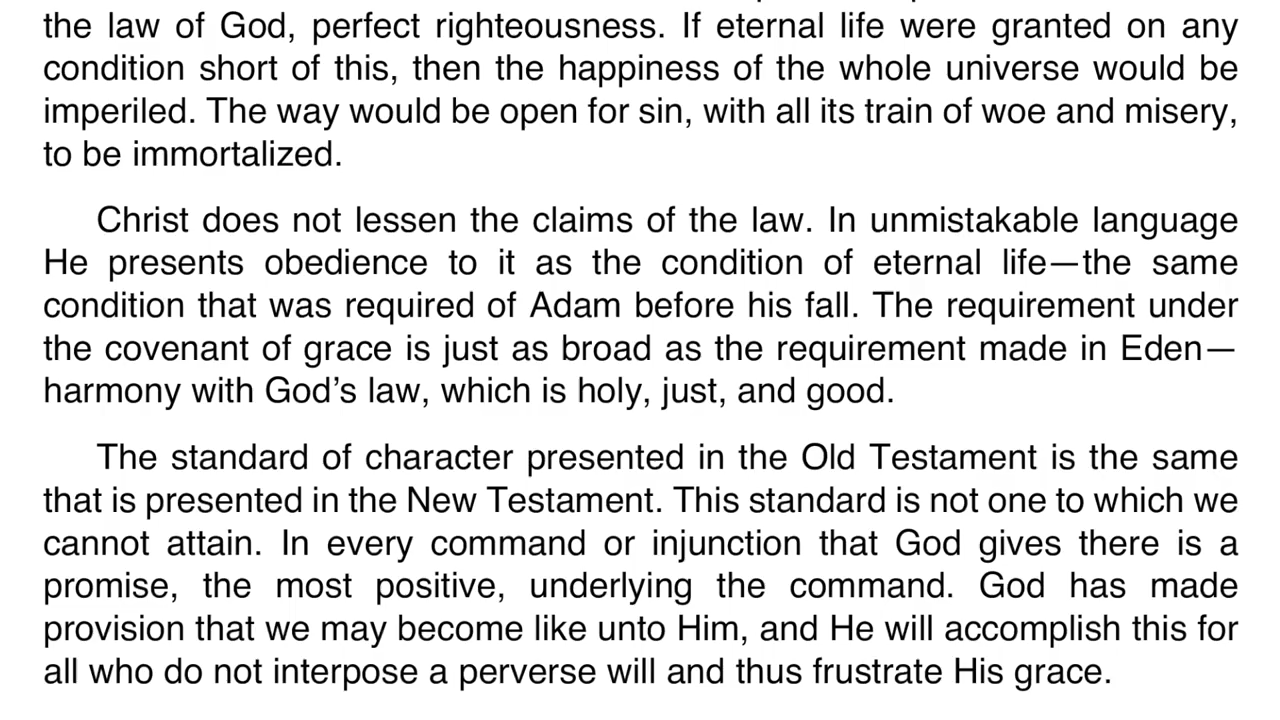 the law of God, perfect righteousness. If eternal life were granted on any
condition short of this, then the happiness of the whole universe would be
imperiled. The way would be open for sin, with all its train of woe and misery,
to be immortalized.
Christ does not lessen the claims of the law. In unmistakable language
He presents obedience to it as the condition of eternal life—the same
condition that was required of Adam before his fall. The requirement under
the covenant of grace is just as broad as the requirement made in Eden—
harmony with God’s law, which is holy, just, and good.
The standard of character presented in the Old Testament is the same
that is presented in the New Testament. This standard is not one to which we
cannot attain. In every command or injunction that God gives there is a
promise, the most positive, underlying the command. God has made
provision that we may become like unto Him, and He will accomplish this for
all who do not interpose a perverse will and thus frustrate His grace.